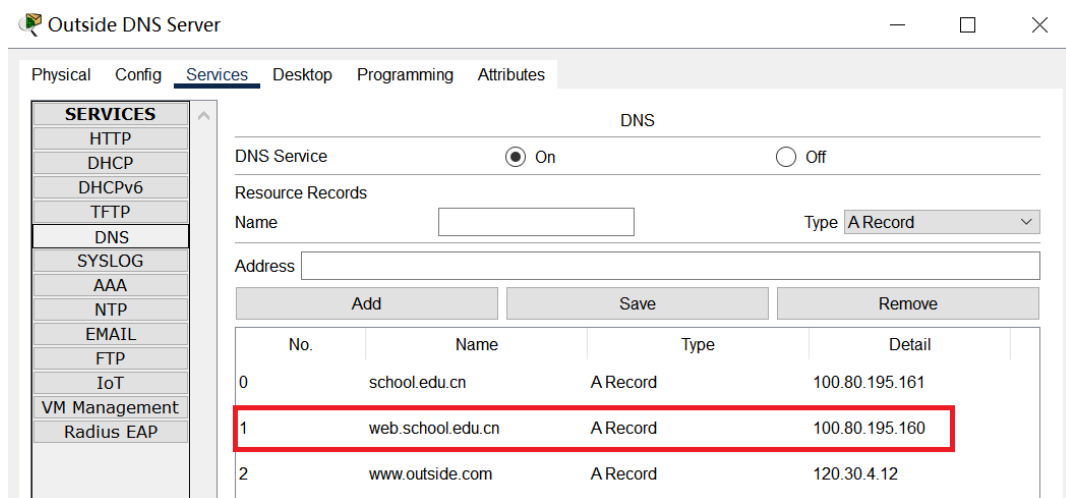 Outside DNS Server
Physical Config Services Desktop Programming Attributes
SERVICES
HTTP
DHCP
DHCPv6
TFTP
DNS
SYSLOG
AAA
NTP
EMAIL
FTP
IoT
VM Management
Radius EAP
DNS
DNS Service On Off
Resource Records
Name Type A Record
Address
Add Save Remove
No. Name Type Detail
0 school.edu.cn A Record 100.80.195.161
1 web.school.edu.cn A Record 100.80.195.160
2 www.outside.com A Record 120.30.4.12